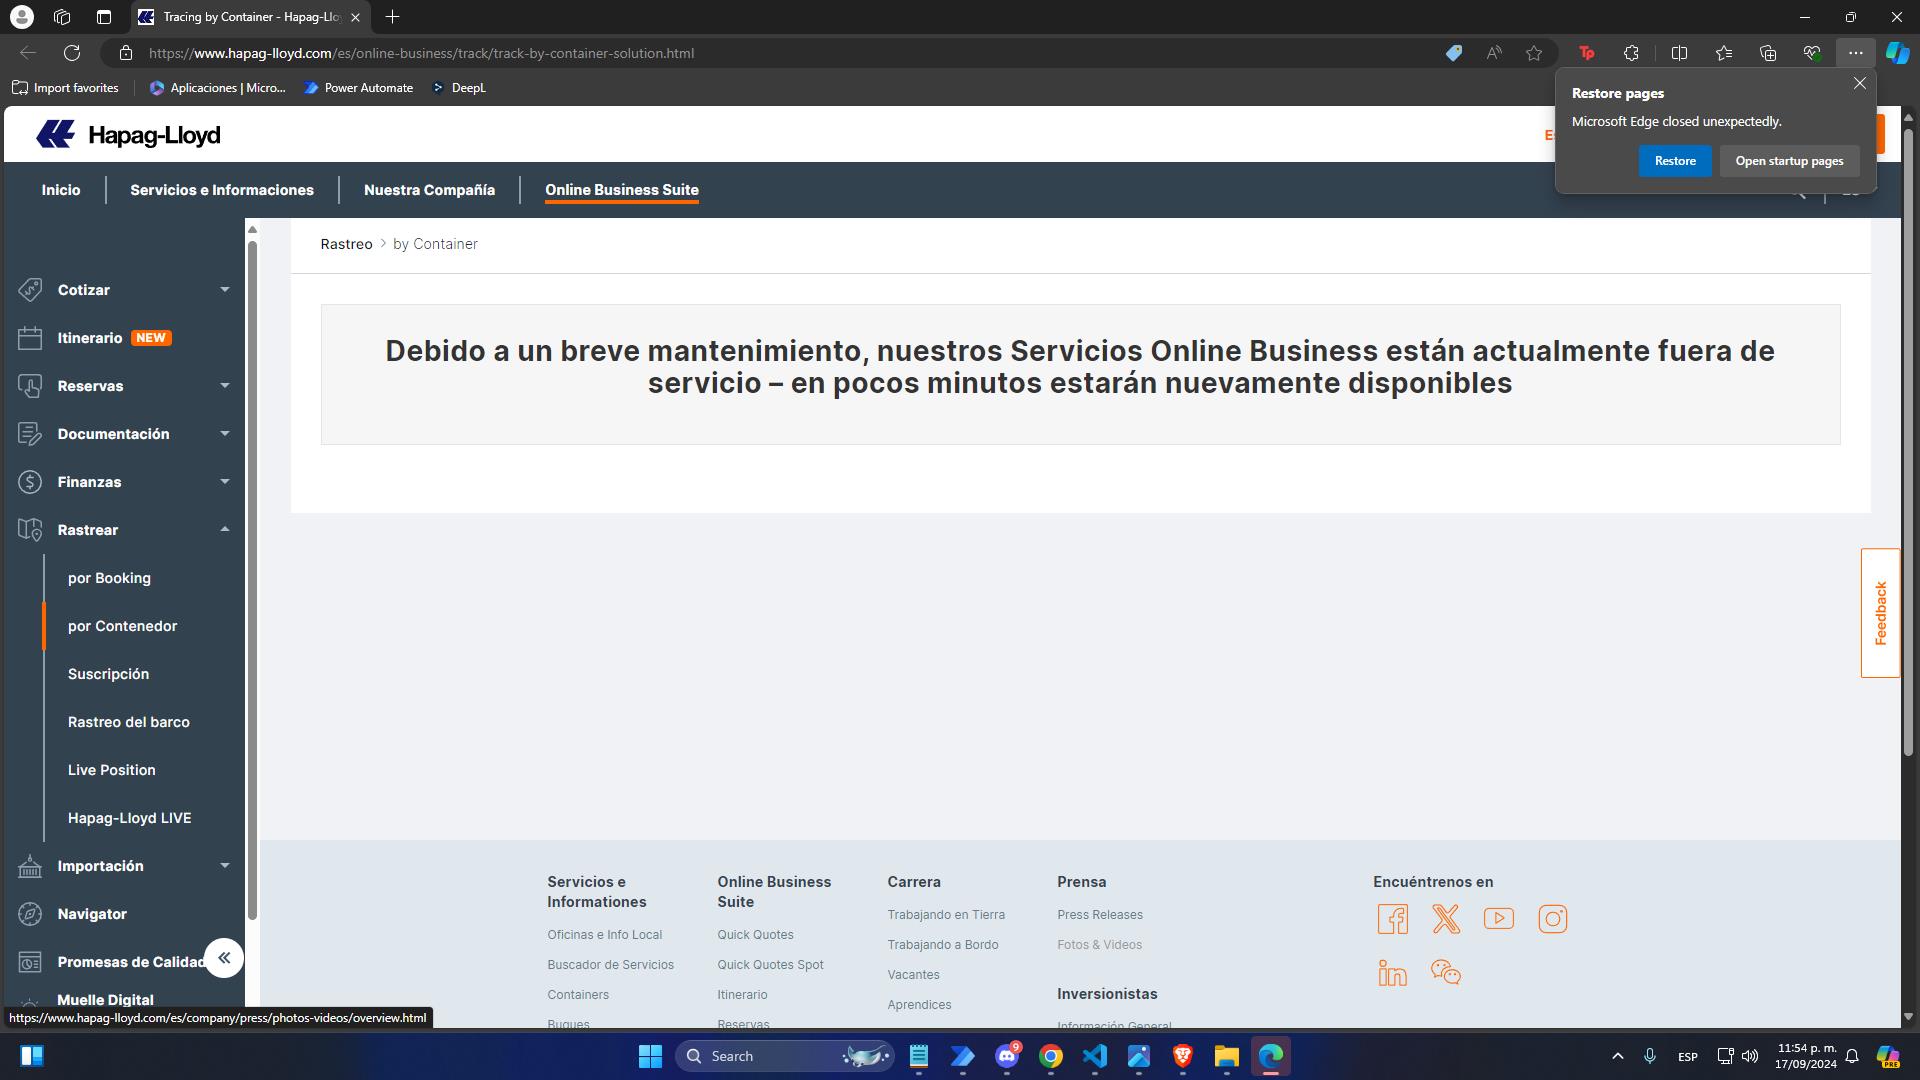 Tracing by Container - Hapag-Llo
https://www.hapag-lloyd.com/es/online-business/track/track-by-container-solution.html
Import favorites
Aplicaciones | Micro...
Power Automate
DeepL
Restore pages
Microsoft Edge closed unexpectedly.
Restore
Open startup pages
Hapag-Lloyd
Inicio
Servicios e Informaciones
Nuestra Compañía
Online Business Suite
Rastreo > by Container
Debido a un breve mantenimiento, nuestros Servicios Online Business están actualmente fuera de
servicio – en pocos minutos estarán nuevamente disponibles
Cotizar
Itinerario NEW
Reservas
Documentación
Finanzas
Rastrear
por Booking
por Contenedor
Suscripción
Rastreo del barco
Live Position
Hapag-Lloyd LIVE
Importación
Navigator
Promesas de Calidad
Muelle Digital
Feedback
Servicios e
Informationes
Oficinas e Info Local
Buscador de Servicios
Containers
Buques
Online Business
Suite
Quick Quotes
Quick Quotes Spot
Itinerario
Reservas
Carrera
Trabajando en Tierra
Trabajando a Bordo
Vacantes
Aprendices
Prensa
Press Releases
Fotos & Videos
Inversionistas
Información General
Encuéntrenos en
https://www.hapag-lloyd.com/es/company/press/photos-videos/overview.html
Search
9
ESP
11:54 p. m.
17/09/2024
PRE